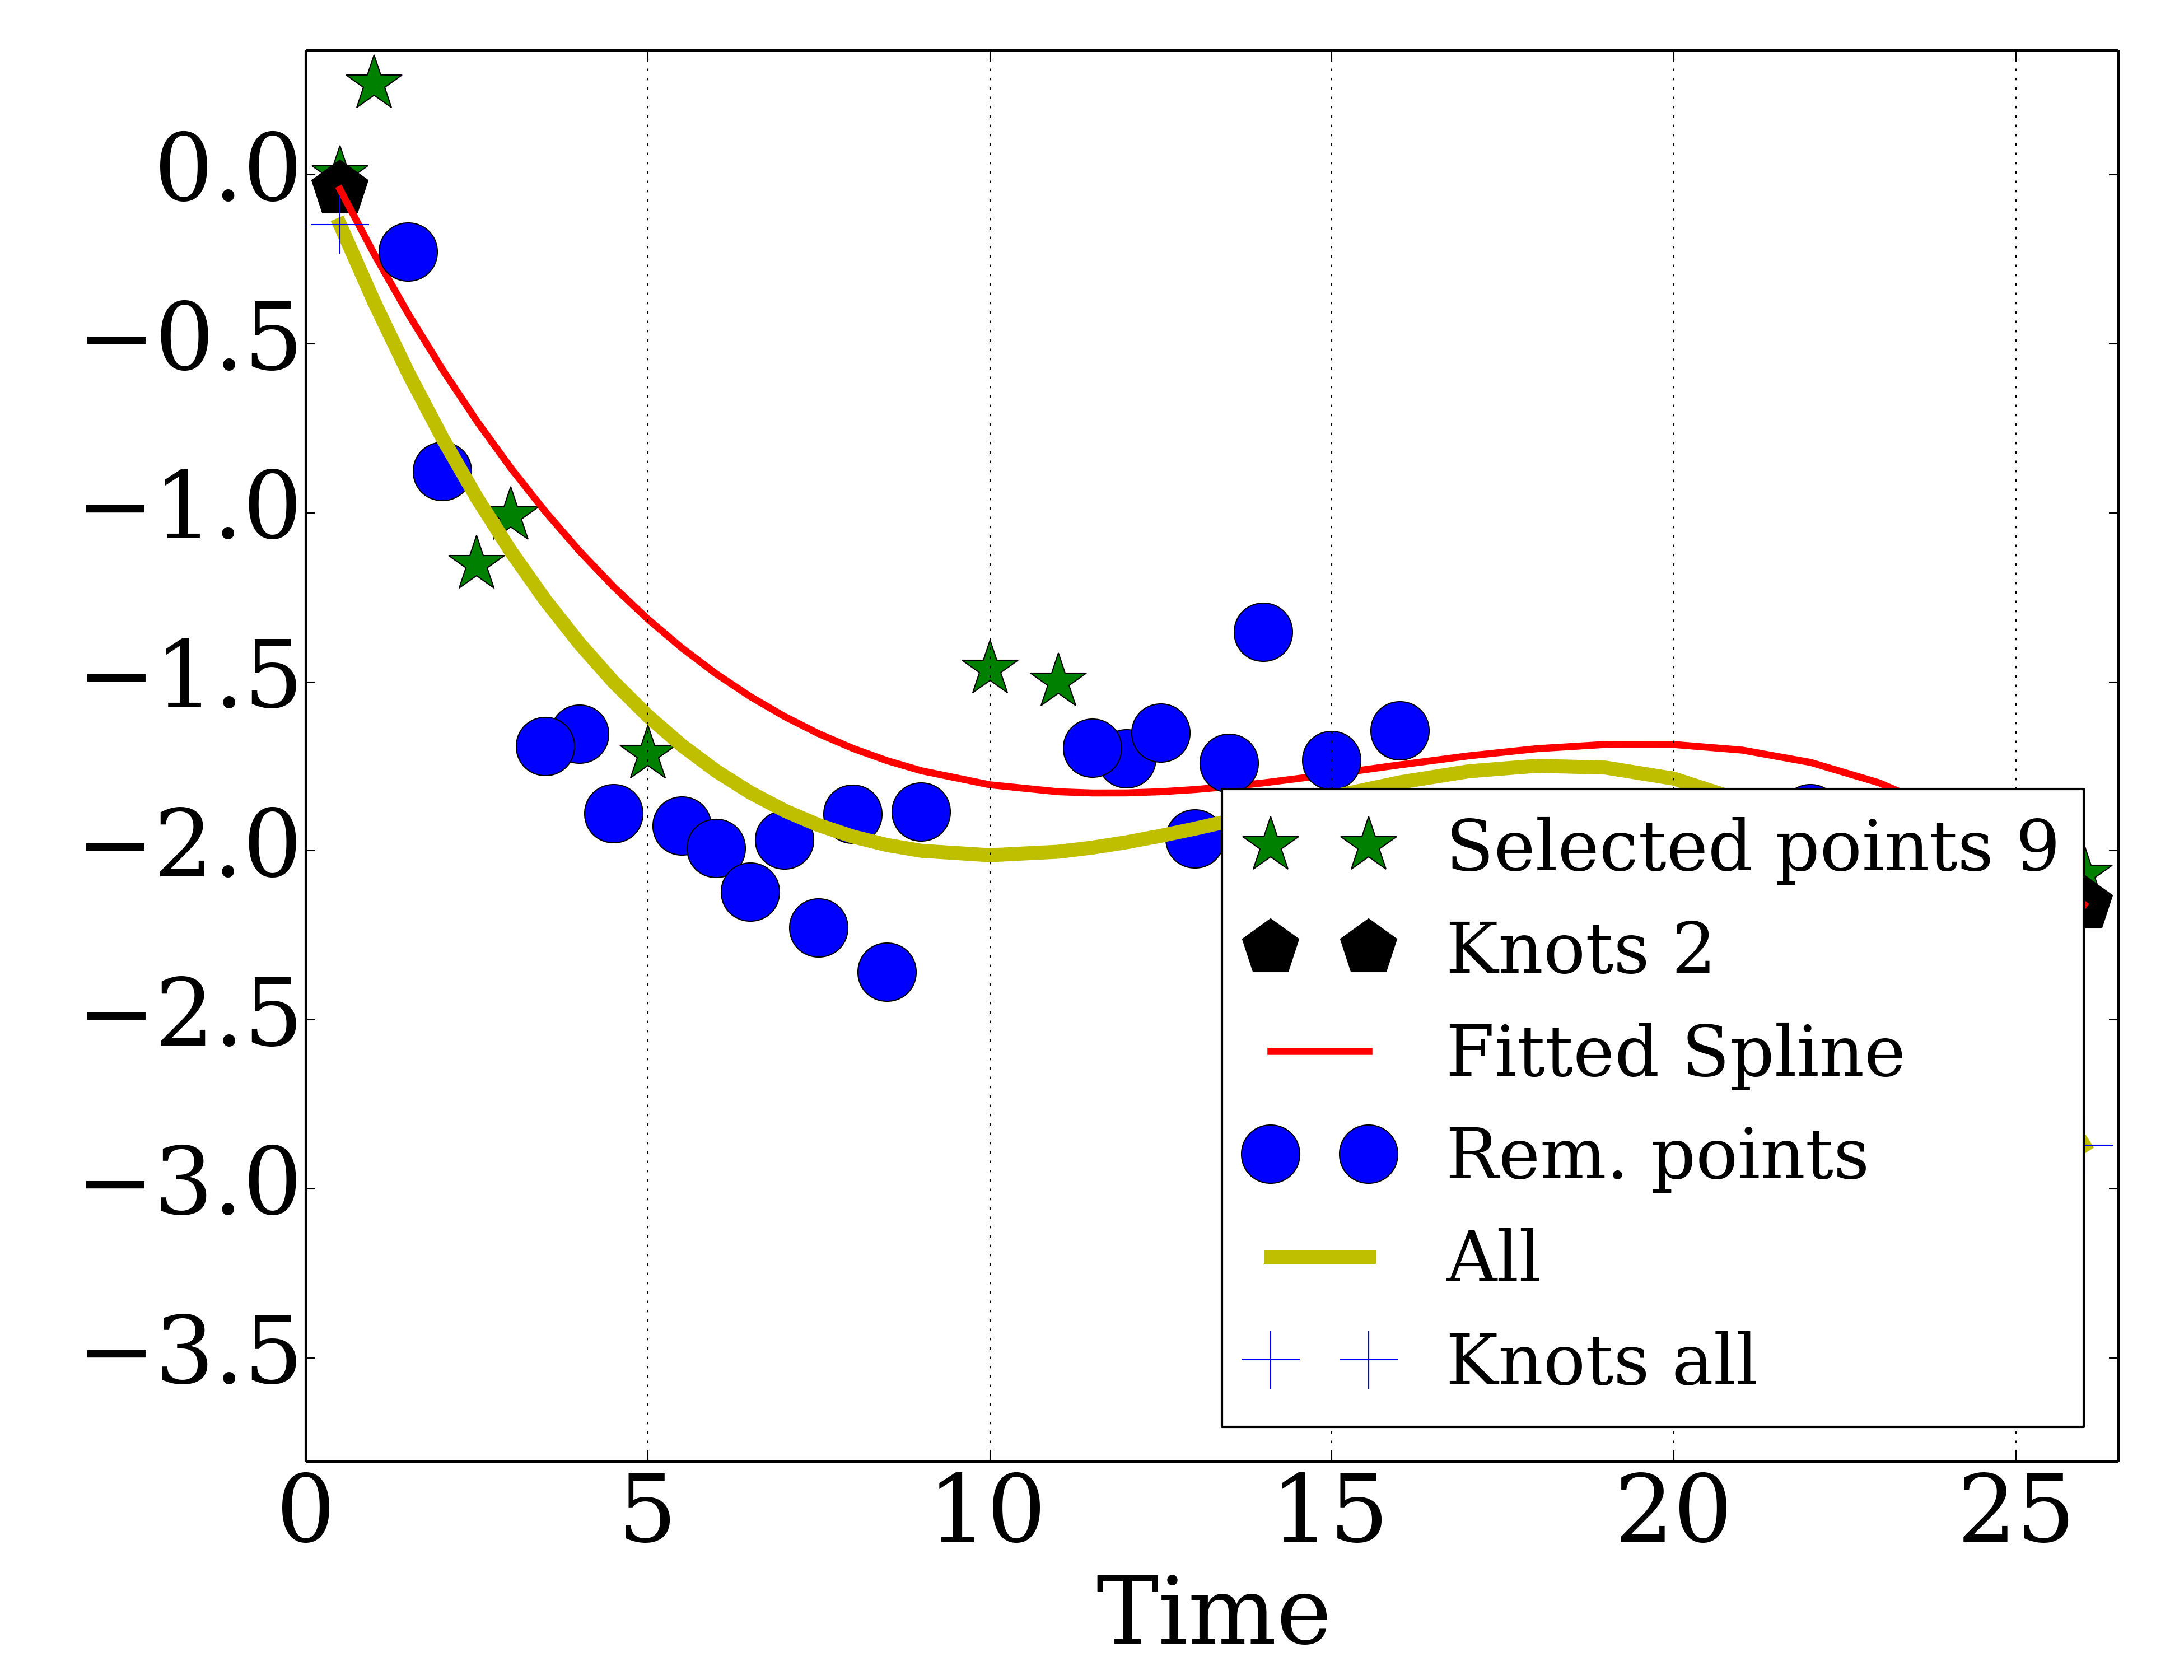 0.0
−0.5
−1.0
−1.5
−2.0
−2.5
−3.0
−3.5
Selected points 9
Knots 2
Fitted Spline
Rem. points
All
Knots all
0 5 10 15 20 25
Time